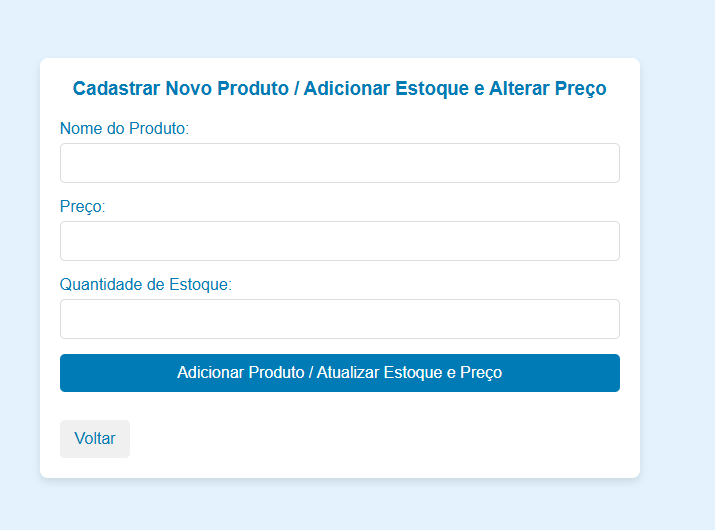 Cadastrar Novo Produto / Adicionar Estoque e Alterar Preço
Nome do Produto:
Preço:
Quantidade de Estoque:
Adicionar Produto / Atualizar Estoque e Preço
Voltar